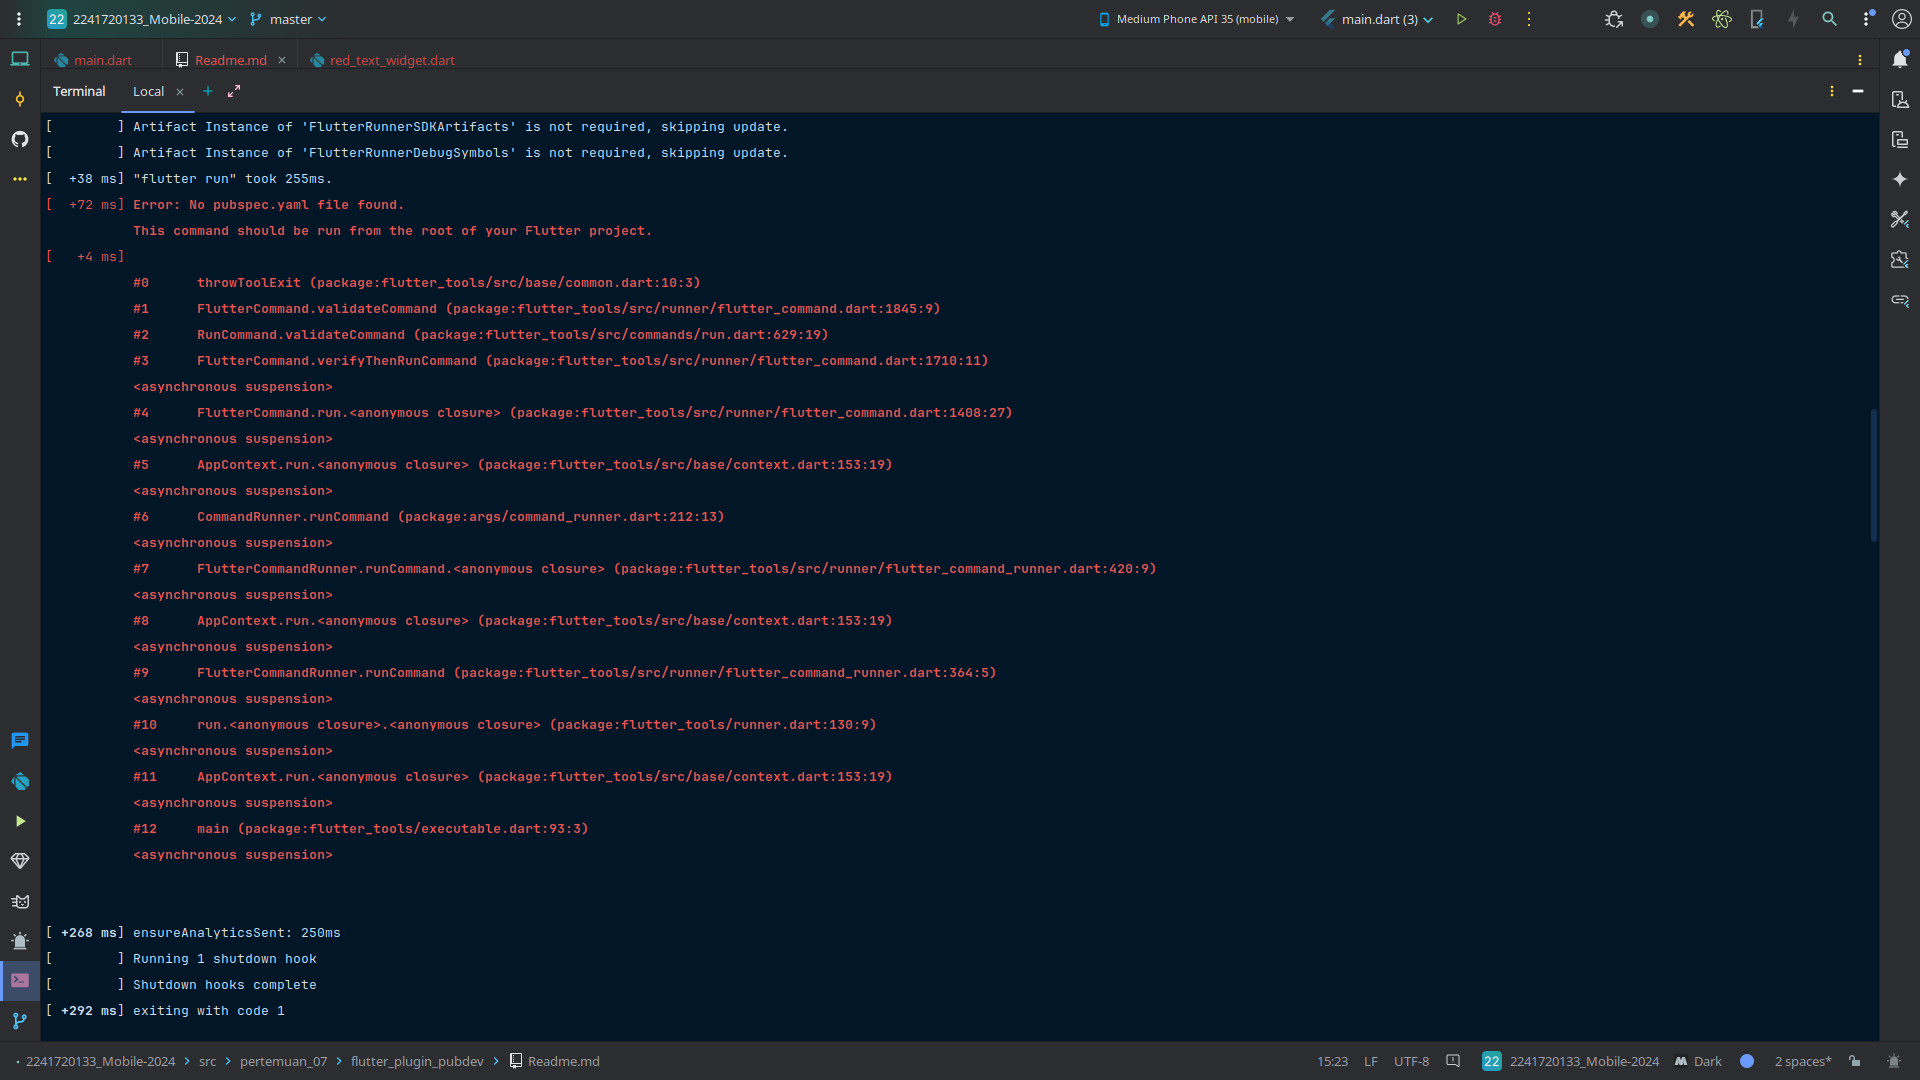 22 2241720133_Mobile-2024 master Medium Phone API 35 (mobile) main.dart (3)
main.dart Readme.md red_text_widget.dart
Terminal Local
[         ] Artifact Instance of 'FlutterRunnerSDKArtifacts' is not required, skipping update.
[         ] Artifact Instance of 'FlutterRunnerDebugSymbols' is not required, skipping update.
[  +38 ms] "flutter run" took 255ms.
[  +72 ms] Error: No pubspec.yaml file found.
This command should be run from the root of your Flutter project.
[   +4 ms]
#0      throwToolExit (package:flutter_tools/src/base/common.dart:10:3)
#1      FlutterCommand.validateCommand (package:flutter_tools/src/runner/flutter_command.dart:1845:9)
#2      RunCommand.validateCommand (package:flutter_tools/src/commands/run.dart:629:19)
#3      FlutterCommand.verifyThenRunCommand (package:flutter_tools/src/runner/flutter_command.dart:1710:11)
<asynchronous suspension>
#4      FlutterCommand.run.<anonymous closure> (package:flutter_tools/src/runner/flutter_command.dart:1408:27)
<asynchronous suspension>
#5      AppContext.run.<anonymous closure> (package:flutter_tools/src/base/context.dart:153:19)
<asynchronous suspension>
#6      CommandRunner.runCommand (package:args/command_runner.dart:212:13)
<asynchronous suspension>
#7      FlutterCommandRunner.runCommand.<anonymous closure> (package:flutter_tools/src/runner/flutter_command_runner.dart:420:9)
<asynchronous suspension>
#8      AppContext.run.<anonymous closure> (package:flutter_tools/src/base/context.dart:153:19)
<asynchronous suspension>
#9      FlutterCommandRunner.runCommand (package:flutter_tools/src/runner/flutter_command_runner.dart:364:5)
<asynchronous suspension>
#10     run.<anonymous closure>.<anonymous closure> (package:flutter_tools/runner.dart:130:9)
<asynchronous suspension>
#11     AppContext.run.<anonymous closure> (package:flutter_tools/src/base/context.dart:153:19)
<asynchronous suspension>
#12     main (package:flutter_tools/executable.dart:93:3)
<asynchronous suspension>
[ +268 ms] ensureAnalyticsSent: 250ms
[         ] Running 1 shutdown hook
[         ] Shutdown hooks complete
[ +292 ms] exiting with code 1
2241720133_Mobile-2024 > src > pertemuan_07 > flutter_plugin_pubdev > Readme.md 15:23 LF UTF-8 22 2241720133_Mobile-2024 Dark 2 spaces*